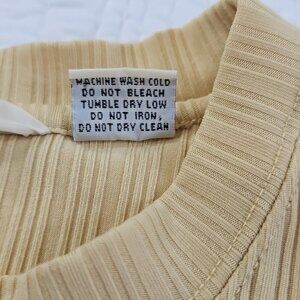 MACHINE WASH COLD
DO NOT BLEACH
TUMBLE DRY LOW
DO NOT IRON,
DO NOT DRY CLEAN